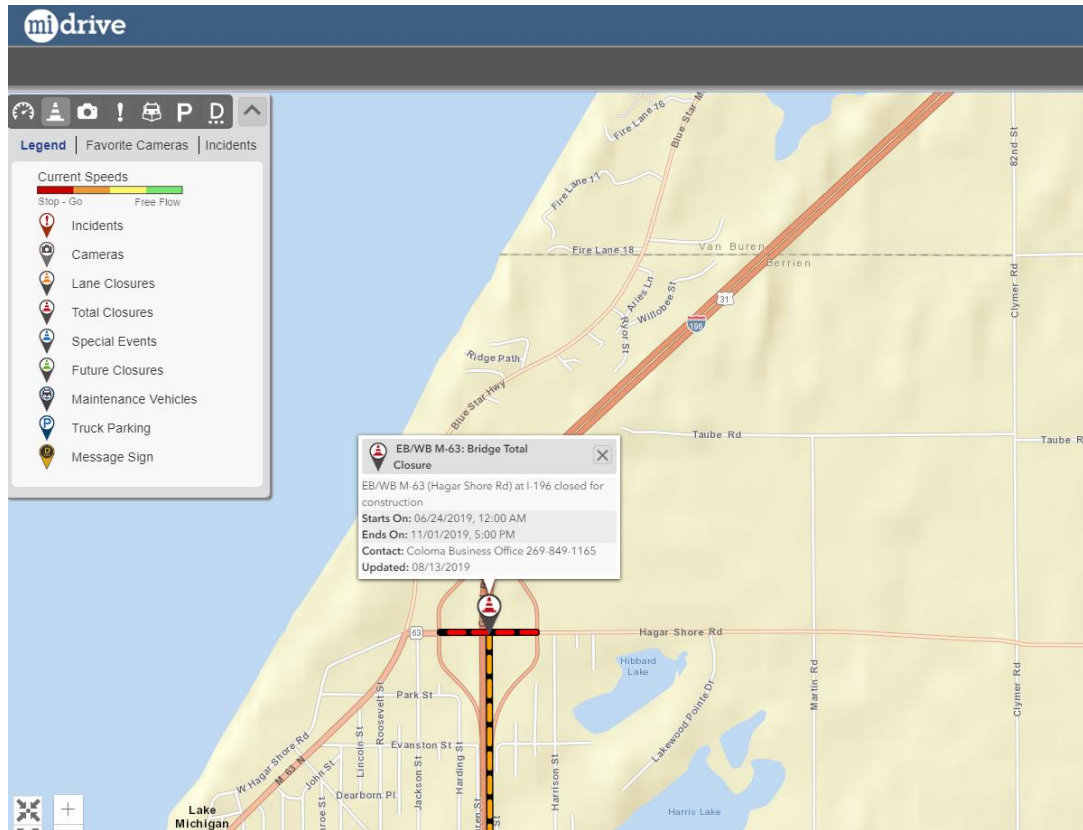 midrive
P D
Legend | Favorite Cameras | Incidents
Current Speeds
Stop - Go Free Flow
Incidents
Cameras
Lane Closures
Total Closures
Special Events
Future Closures
Maintenance Vehicles
Truck Parking
Message Sign
Fire Lane 16
Blue Star
Fire Lane 17
Fire Lane 18
Van Buren
Berrien
82nd St
Clymer Rd
Aries Ln
Willobee St
Ryor St
31
196
Ridge Path
Blue Star Hwy
Taube Rd
Taube R
EB/WB M-63: Bridge Total
Closure
EB/WB M-63 (Hagar Shore Rd) at I-196 closed for
construction
Starts On: 06/24/2019, 12:00 AM
Ends On: 11/01/2019, 5:00 PM
Contact: Coloma Business Office 269-849-1165
Updated: 08/13/2019
63
Hagar Shore Rd
Hibbard
Lake
Martin Rd
Clymer Rd
Lakewood Pointe Dr
Park St
Roosevelt St
Evanston St
Lincoln St
Jackson St
Harding St
Harrison St
W Hagar Shore Rd
M 63 N
John St
Dearborn Pl
Harris Lake
Lake
Michigan